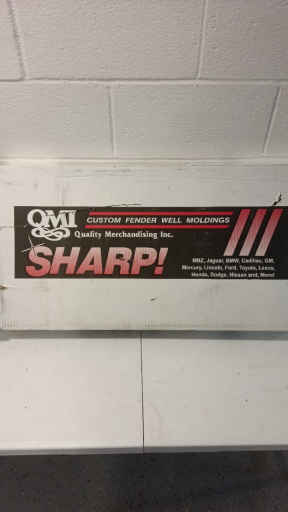 QMI
CUSTOM FENDER WELL MOLDINGS
Quality Merchandising Inc.
SHARP!
MBZ, Jaguar, BMW, Cadillac, GM,
Mercury, Lincoln, Ford, Toyota, Lexus,
Honda, Dodge, Nissan and, More!